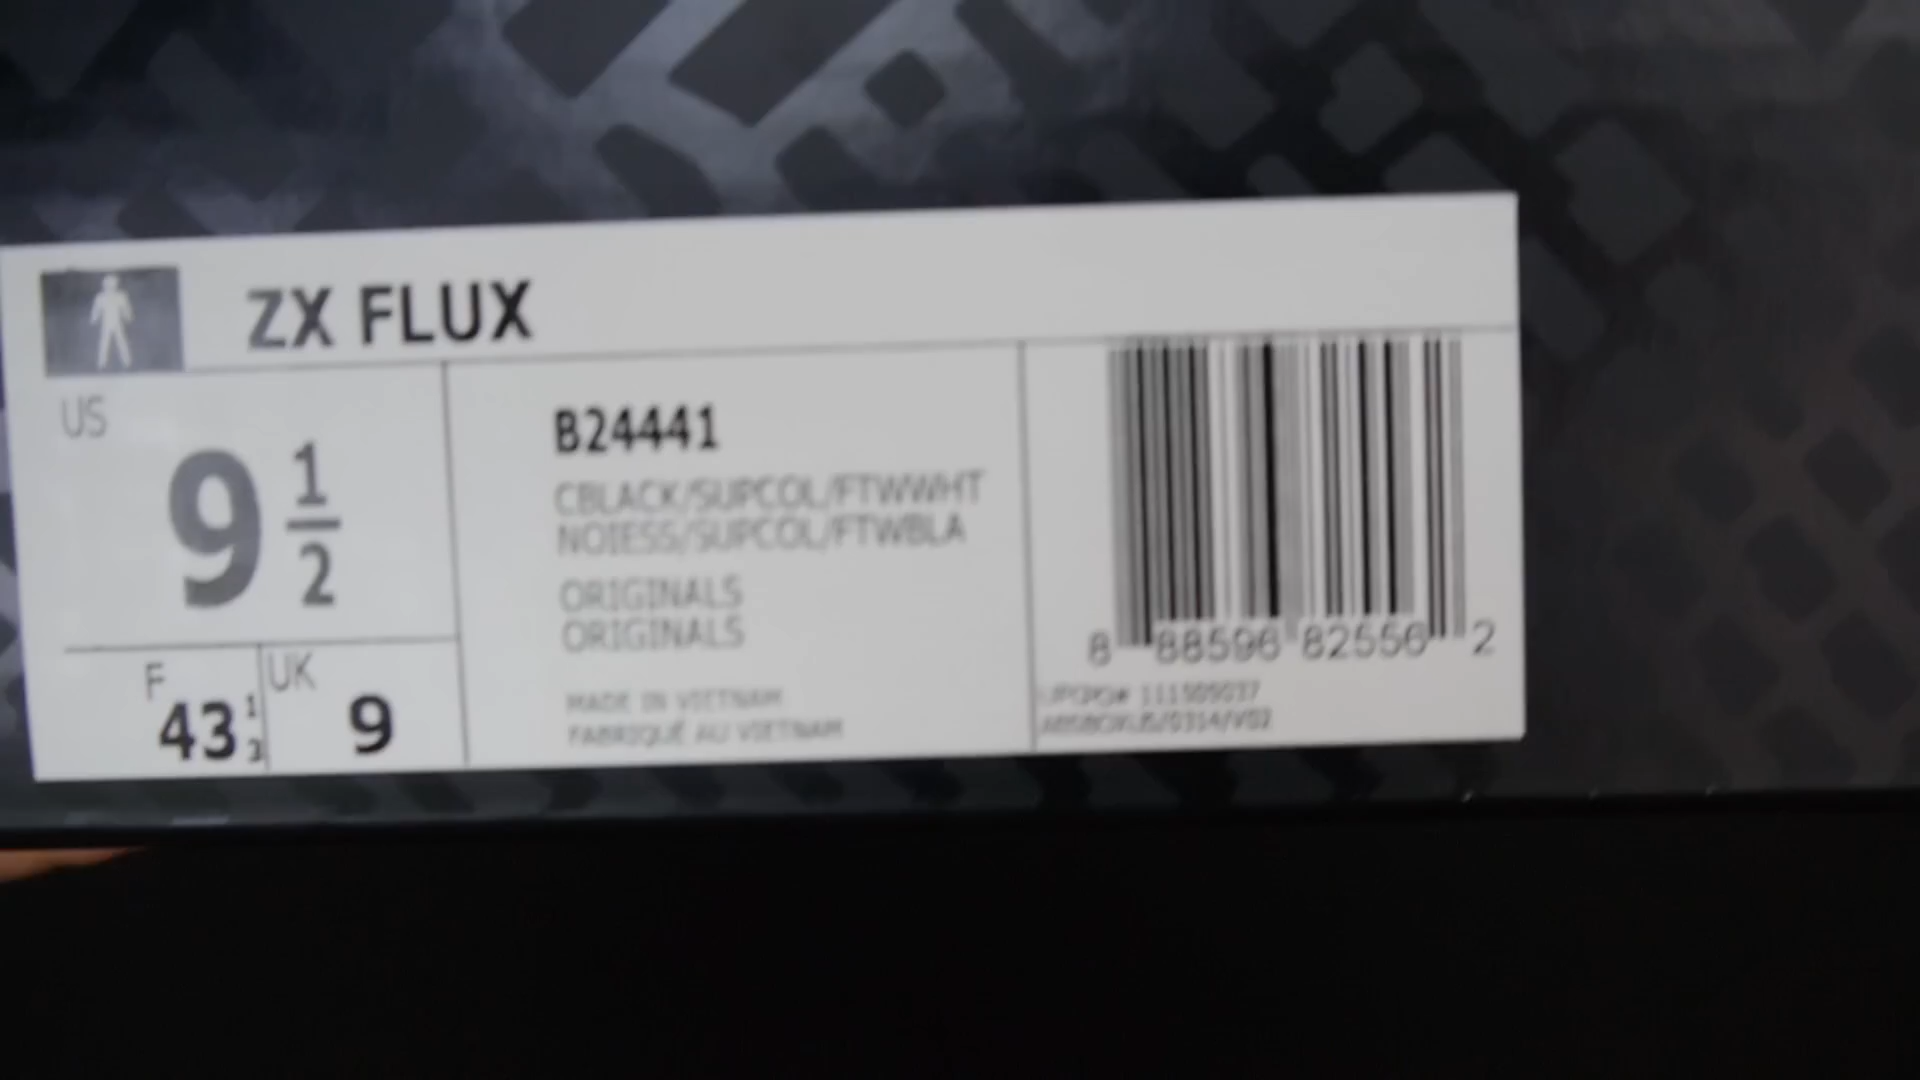 ZX FLUX
US
9 1/2
F
43 1/3
UK
9
B24441
CBLACK/SUPCOL/FTWWHT
NOIESS/SUPCOL/FTWBLA
ORIGINALS
ORIGINALS
MADE IN VIETNAM
FABRIQUÉ AU VIETNAM
8 88596 82556 2